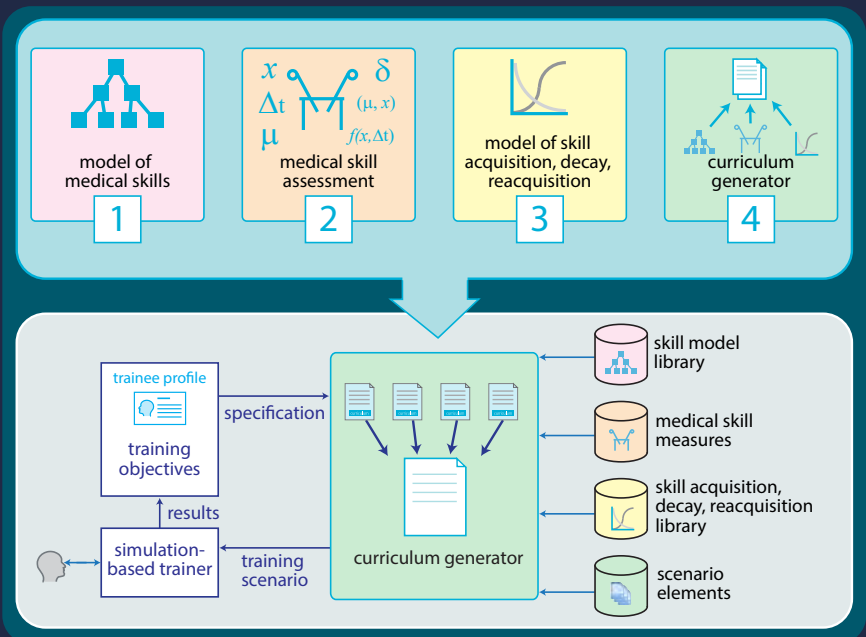 model of
medical skills
1
x
δ
Δt
(μ, x)
μ
f(x,Δt)
medical skill
assessment
2
model of skill
acquisition, decay,
reacquisition
3
curriculum
generator
4
trainee profile
training
objectives
specification
results
simulation-
based trainer
training
scenario
curriculum generator
skill model
library
medical skill
measures
skill acquisition,
decay, reacquisition
library
scenario
elements